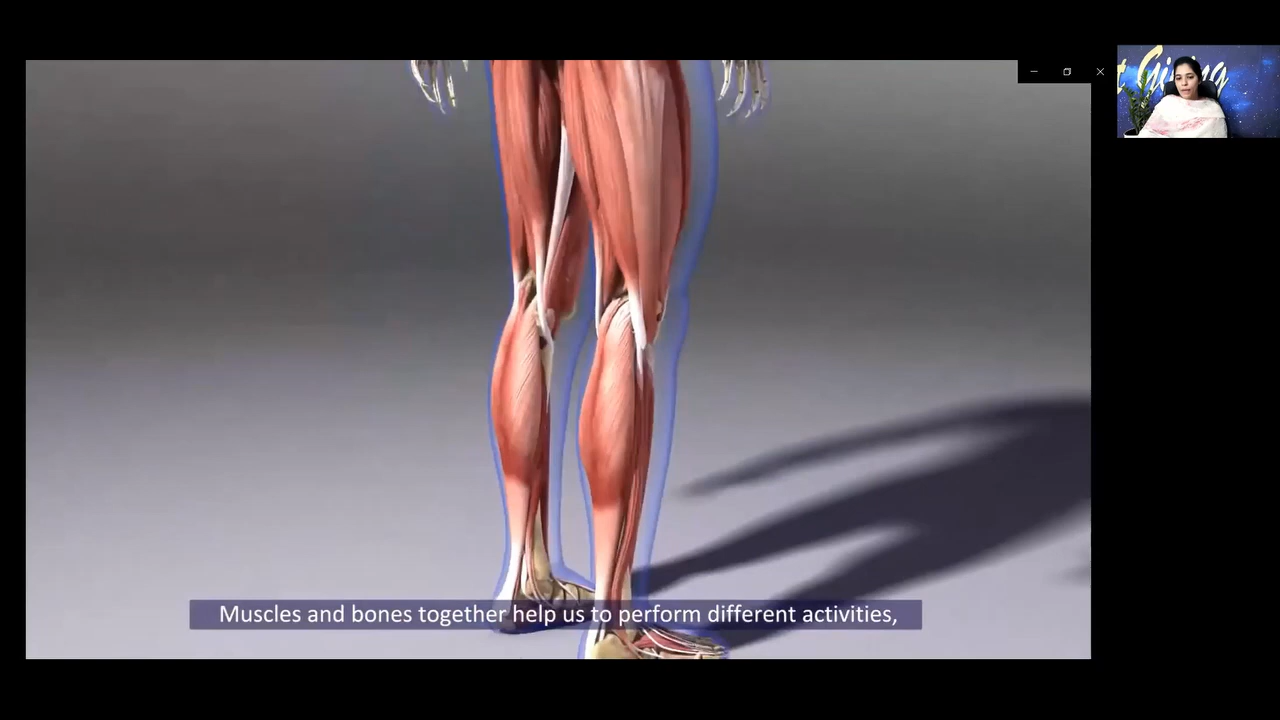 Muscles and bones together help us to perform different activities,